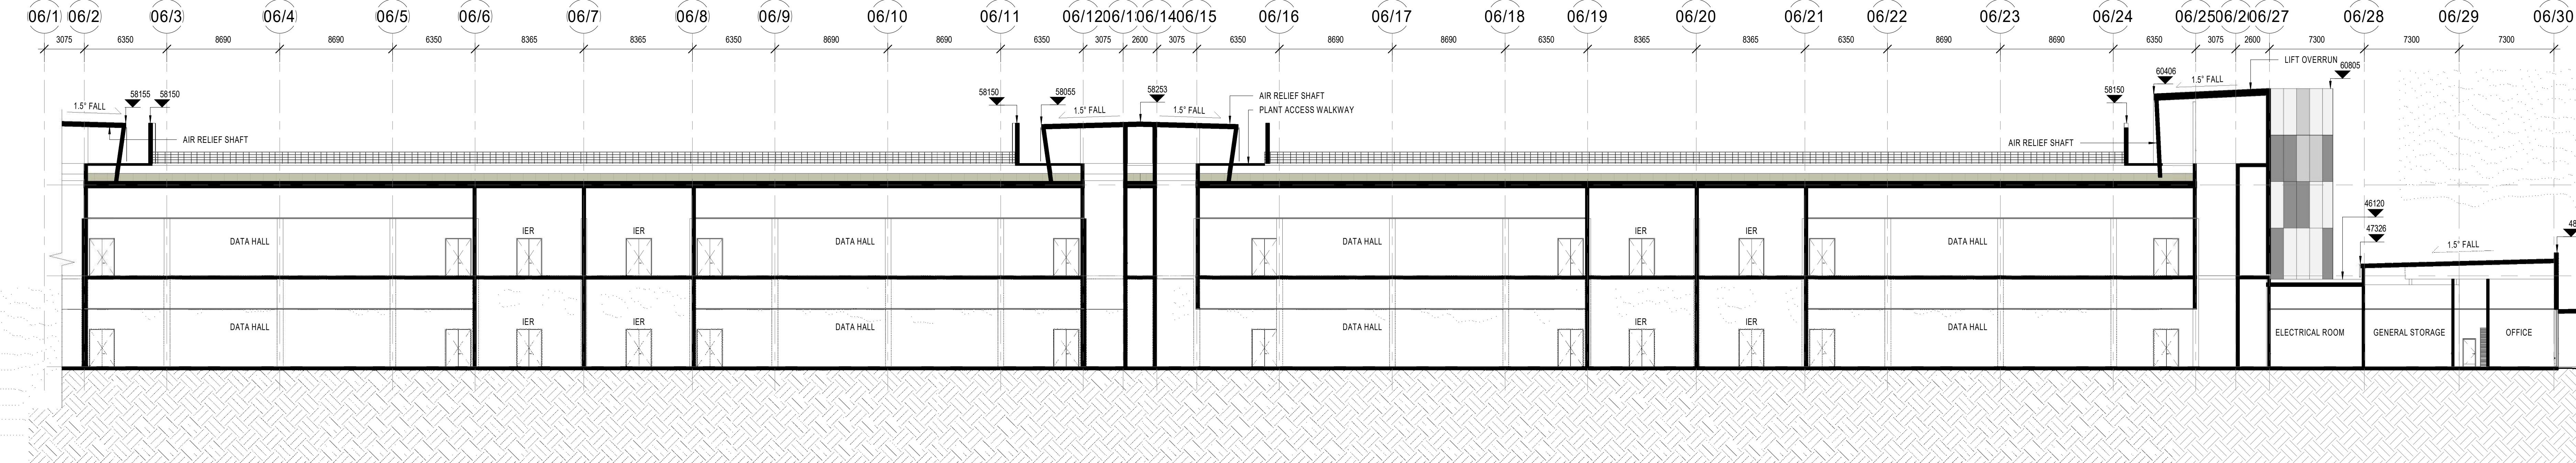 06/1 06/2 06/3 06/4 06/5 06/6 06/7 06/8 06/9 06/10 06/11 06/12 06/14 06/15 06/16 06/17 06/18 06/19 06/20 06/21 06/22 06/23 06/24 06/25 06/27 06/28 06/29 06/30
3075 6350 8690 8690 6350 8365 8365 6350 8690 8690 6350 3075 2600 3075 6350 8690 8690 6350 8365 8365 6350 8690 8690 6350 3075 2600 7300 7300 7300
LIFT OVERRUN
60406 1.5° FALL 60805
58155 58150 58150 58055 58253 AIR RELIEF SHAFT 58150
1.5° FALL 1.5° FALL 1.5° FALL PLANT ACCESS WALKWAY
AIR RELIEF SHAFT AIR RELIEF SHAFT
46120
IER IER IER IER 47326
DATA HALL DATA HALL DATA HALL DATA HALL 1.5° FALL
IER IER IER IER
DATA HALL DATA HALL DATA HALL DATA HALL ELECTRICAL ROOM GENERAL STORAGE OFFICE